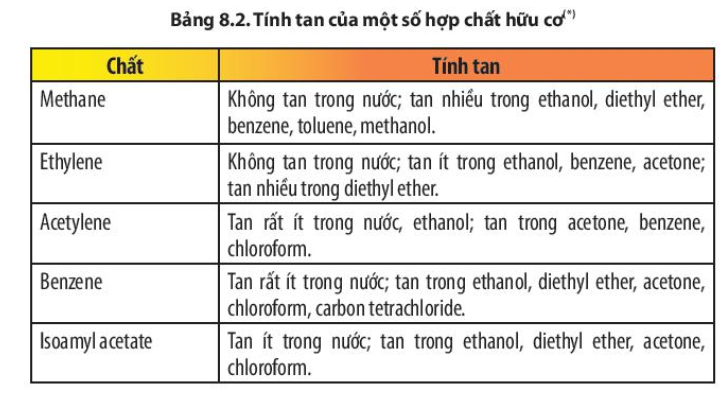 Bảng 8.2. Tính tan của một số hợp chất hữu cơ(*)
Chất
Tính tan
Methane
Không tan trong nước; tan nhiều trong ethanol, diethyl ether,
benzene, toluene, methanol.
Ethylene
Không tan trong nước; tan ít trong ethanol, benzene, acetone;
tan nhiều trong diethyl ether.
Acetylene
Tan rất ít trong nước, ethanol; tan trong acetone, benzene,
chloroform.
Benzene
Tan rất ít trong nước; tan trong ethanol, diethyl ether, acetone,
chloroform, carbon tetrachloride.
Isoamyl acetate
Tan ít trong nước; tan trong ethanol, diethyl ether, acetone,
chloroform.